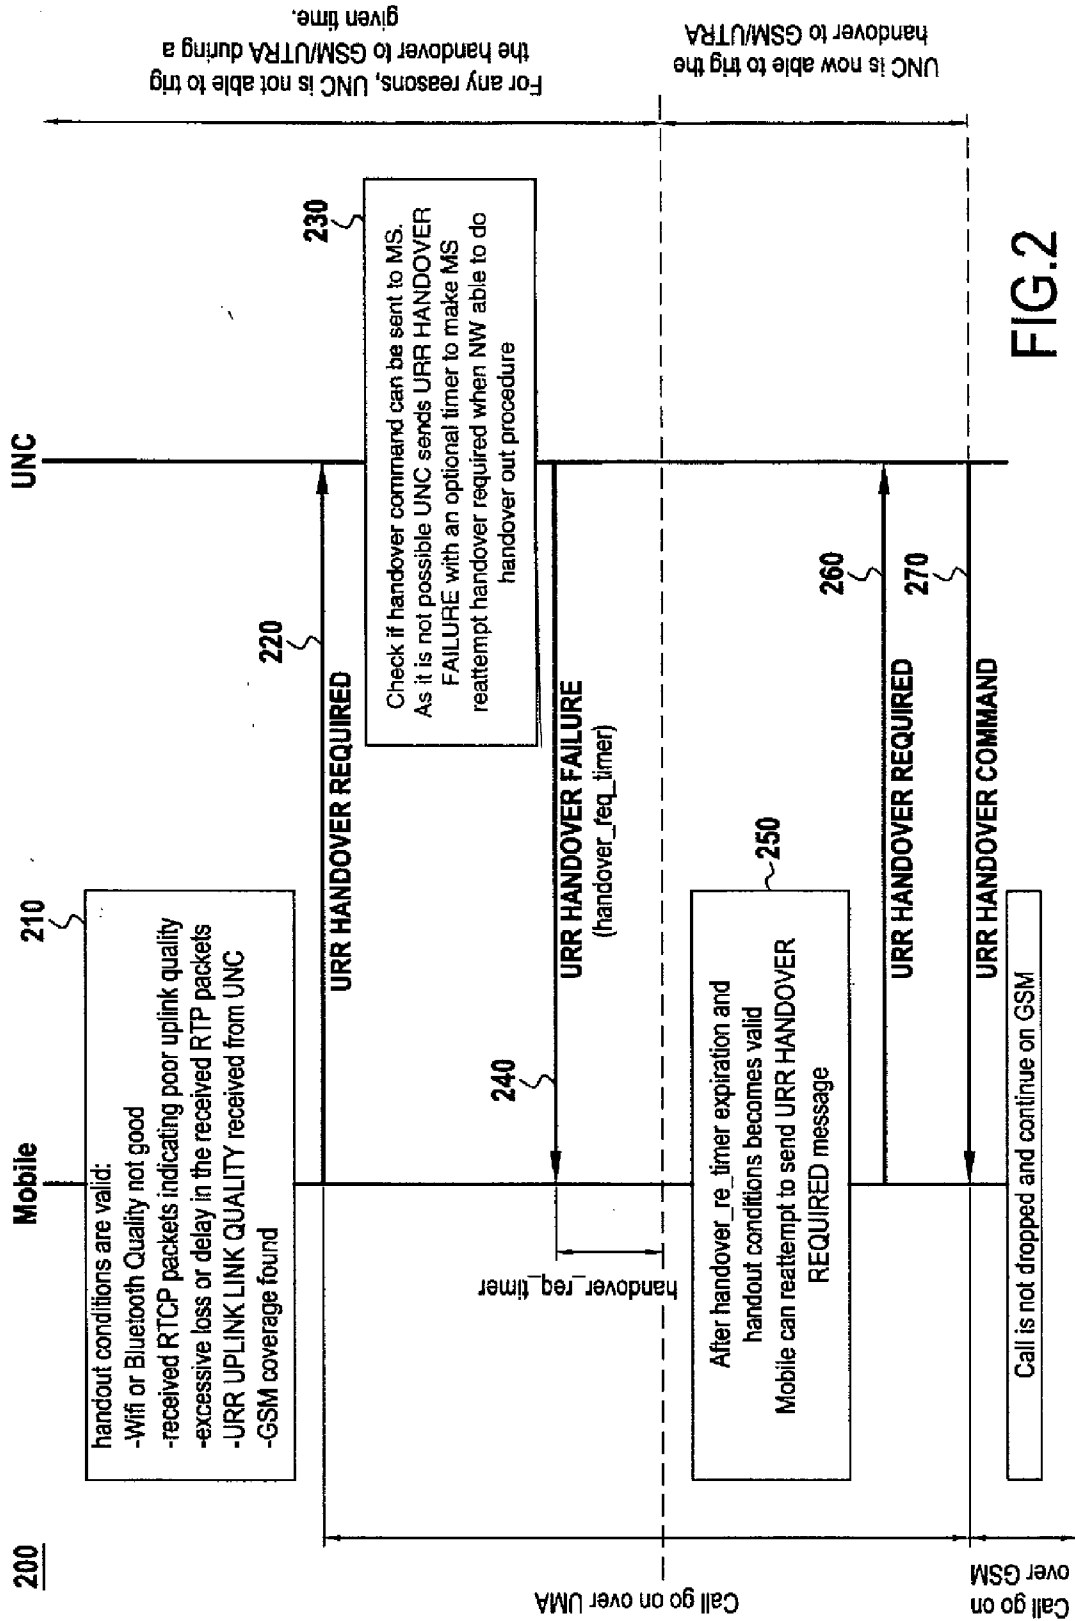 200
Mobile
UNC
210
handout conditions are valid:
-Wifi or Bluetooth Quality not good
-received RTCP packets indicating poor uplink quality
-excessive loss or delay in the received RTP packets
-URR UPLINK LINK QUALITY received from UNC
-GSM coverage found
220
URR HANDOVER REQUIRED
230
Check if handover command can be sent to MS.
As it is not possible UNC sends URR HANDOVER
FAILURE with an optional timer to make MS
reattempt handover required when NW able to do
handover out procedure
For any reasons, UNC is not able to trig
the handover to GSM/UTRA during a
given time.
240
URR HANDOVER FAILURE
(handover_req_timer)
handover_req_timer
Call go on over UMA
250
After handover_re_timer expiration and
handout conditions becomes valid
Mobile can reattempt to send URR HANDOVER
REQUIRED message
UNC is now able to trig the
handover to GSM/UTRA
260
URR HANDOVER REQUIRED
270
URR HANDOVER COMMAND
Call is not dropped and continue on GSM
Call go on
over GSM
FIG.2